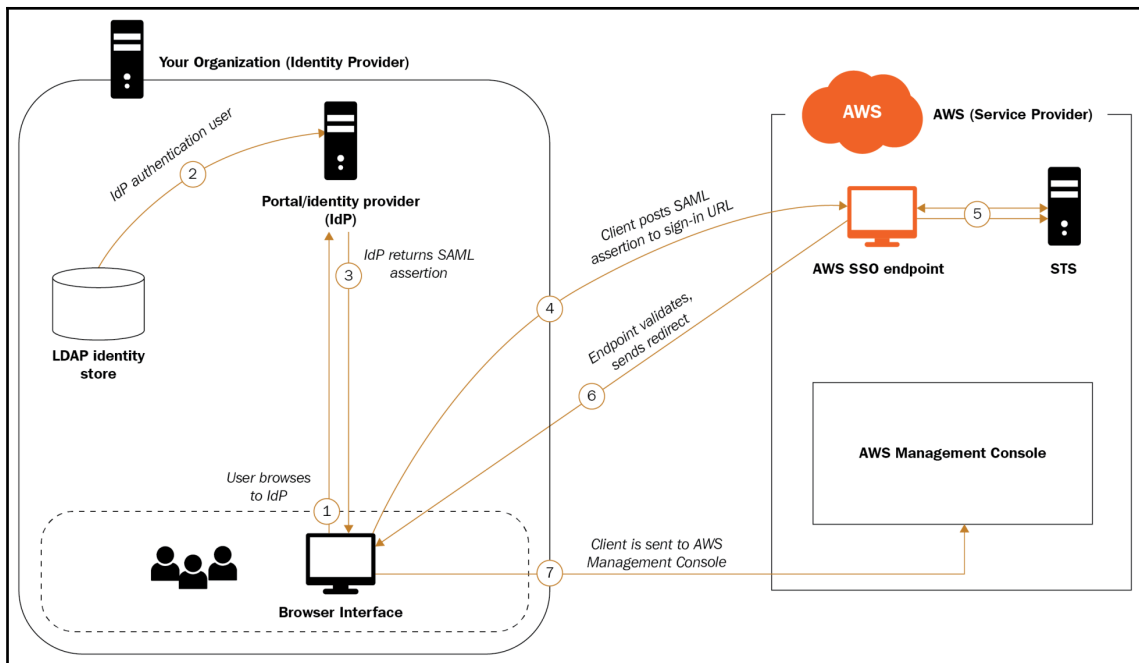 Your Organization (Identity Provider)
IdP authentication user
2
Portal/identity provider
(IdP)
3
IdP returns SAML
assertion
LDAP identity
store
User browses
to IdP
1
Browser Interface
Client posts SAML
assertion to sign-in URL
4
Endpoint validates,
sends redirect
6
7
Client is sent to AWS
Management Console
AWS
AWS (Service Provider)
5
AWS SSO endpoint
STS
AWS Management Console